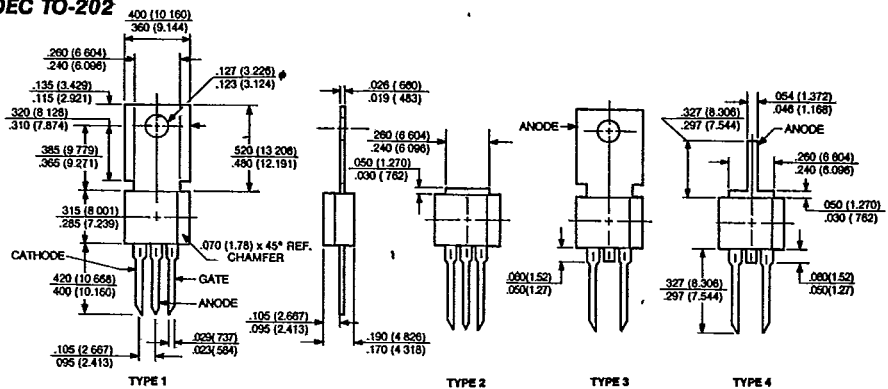 DEC TO-202
.400 (10 160)
360 (9.144)
.260 (6 604)
.240 (6.096)
.135 (3.429)
.115 (2.921)
.320 (8 128)
.310 (7.874)
.385 (9 779)
.365 (9.271)
.315 (8 001)
.285 (7.239)
CATHODE
420 (10.668)
400 (10.160)
.105 (2 667)
095 (2.413)
.127 (3 226)
.123 (3.124)
ø
520 (13 208)
480 (12.191)
.070 (1.78) x 45° REF.
CHAMFER
GATE
ANODE
.029(737)
.023(584)
TYPE 1
.026 ( 660)
.019 ( 483)
.105 (2.667)
.095 (2.413)
.190 (4 826)
.170 (4 318)
.260 (6 604)
.240 (6 096)
.050 (1.270)
.030 ( 762)
TYPE 2
ANODE
.060(1.52)
.050(1.27)
TYPE 3
.054 (1.372)
.046 (1.168)
.327 (8.306)
.297 (7.544)
ANODE
.260 (6 604)
.240 (6.096)
.050 (1.270)
.030 ( 762)
.327 (8.306)
.297 (7.544)
.060(1.52)
.050(1.27)
TYPE 4